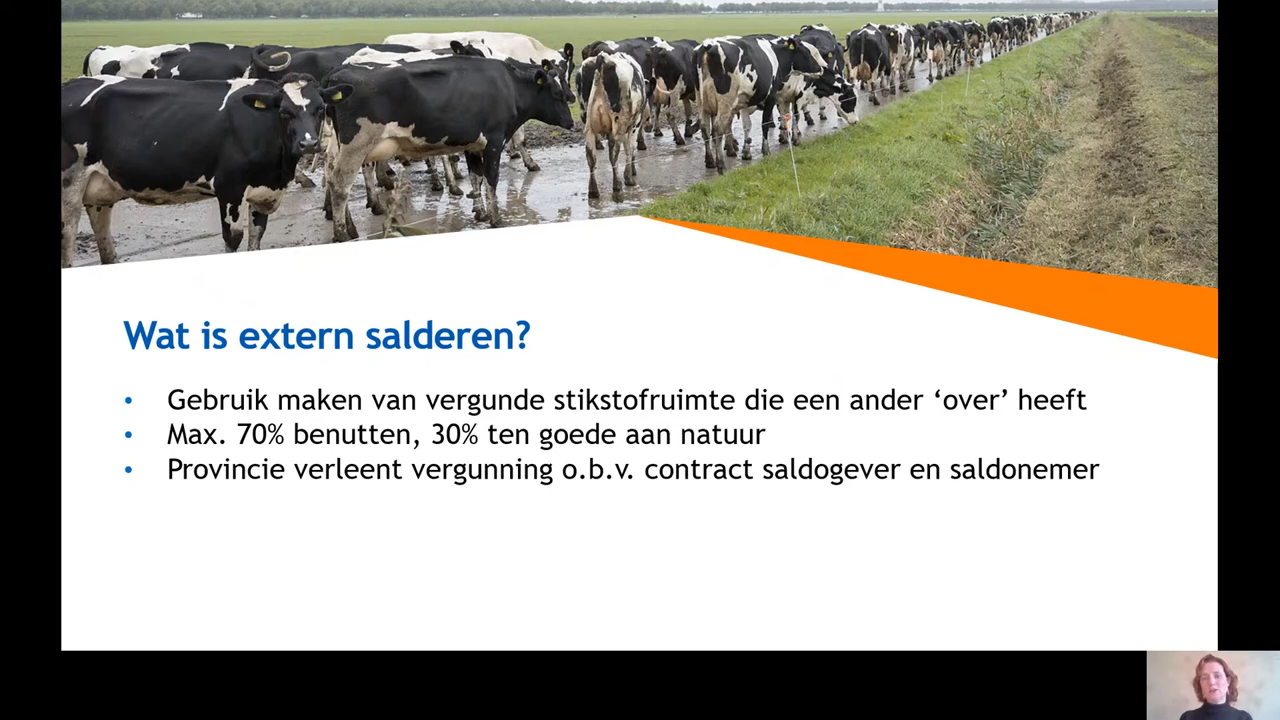 Wat is extern salderen?
• Gebruik maken van vergunde stikstofruimte die een ander ‘over’ heeft
• Max. 70% benutten, 30% ten goede aan natuur
• Provincie verleent vergunning o.b.v. contract saldogever en saldonemer